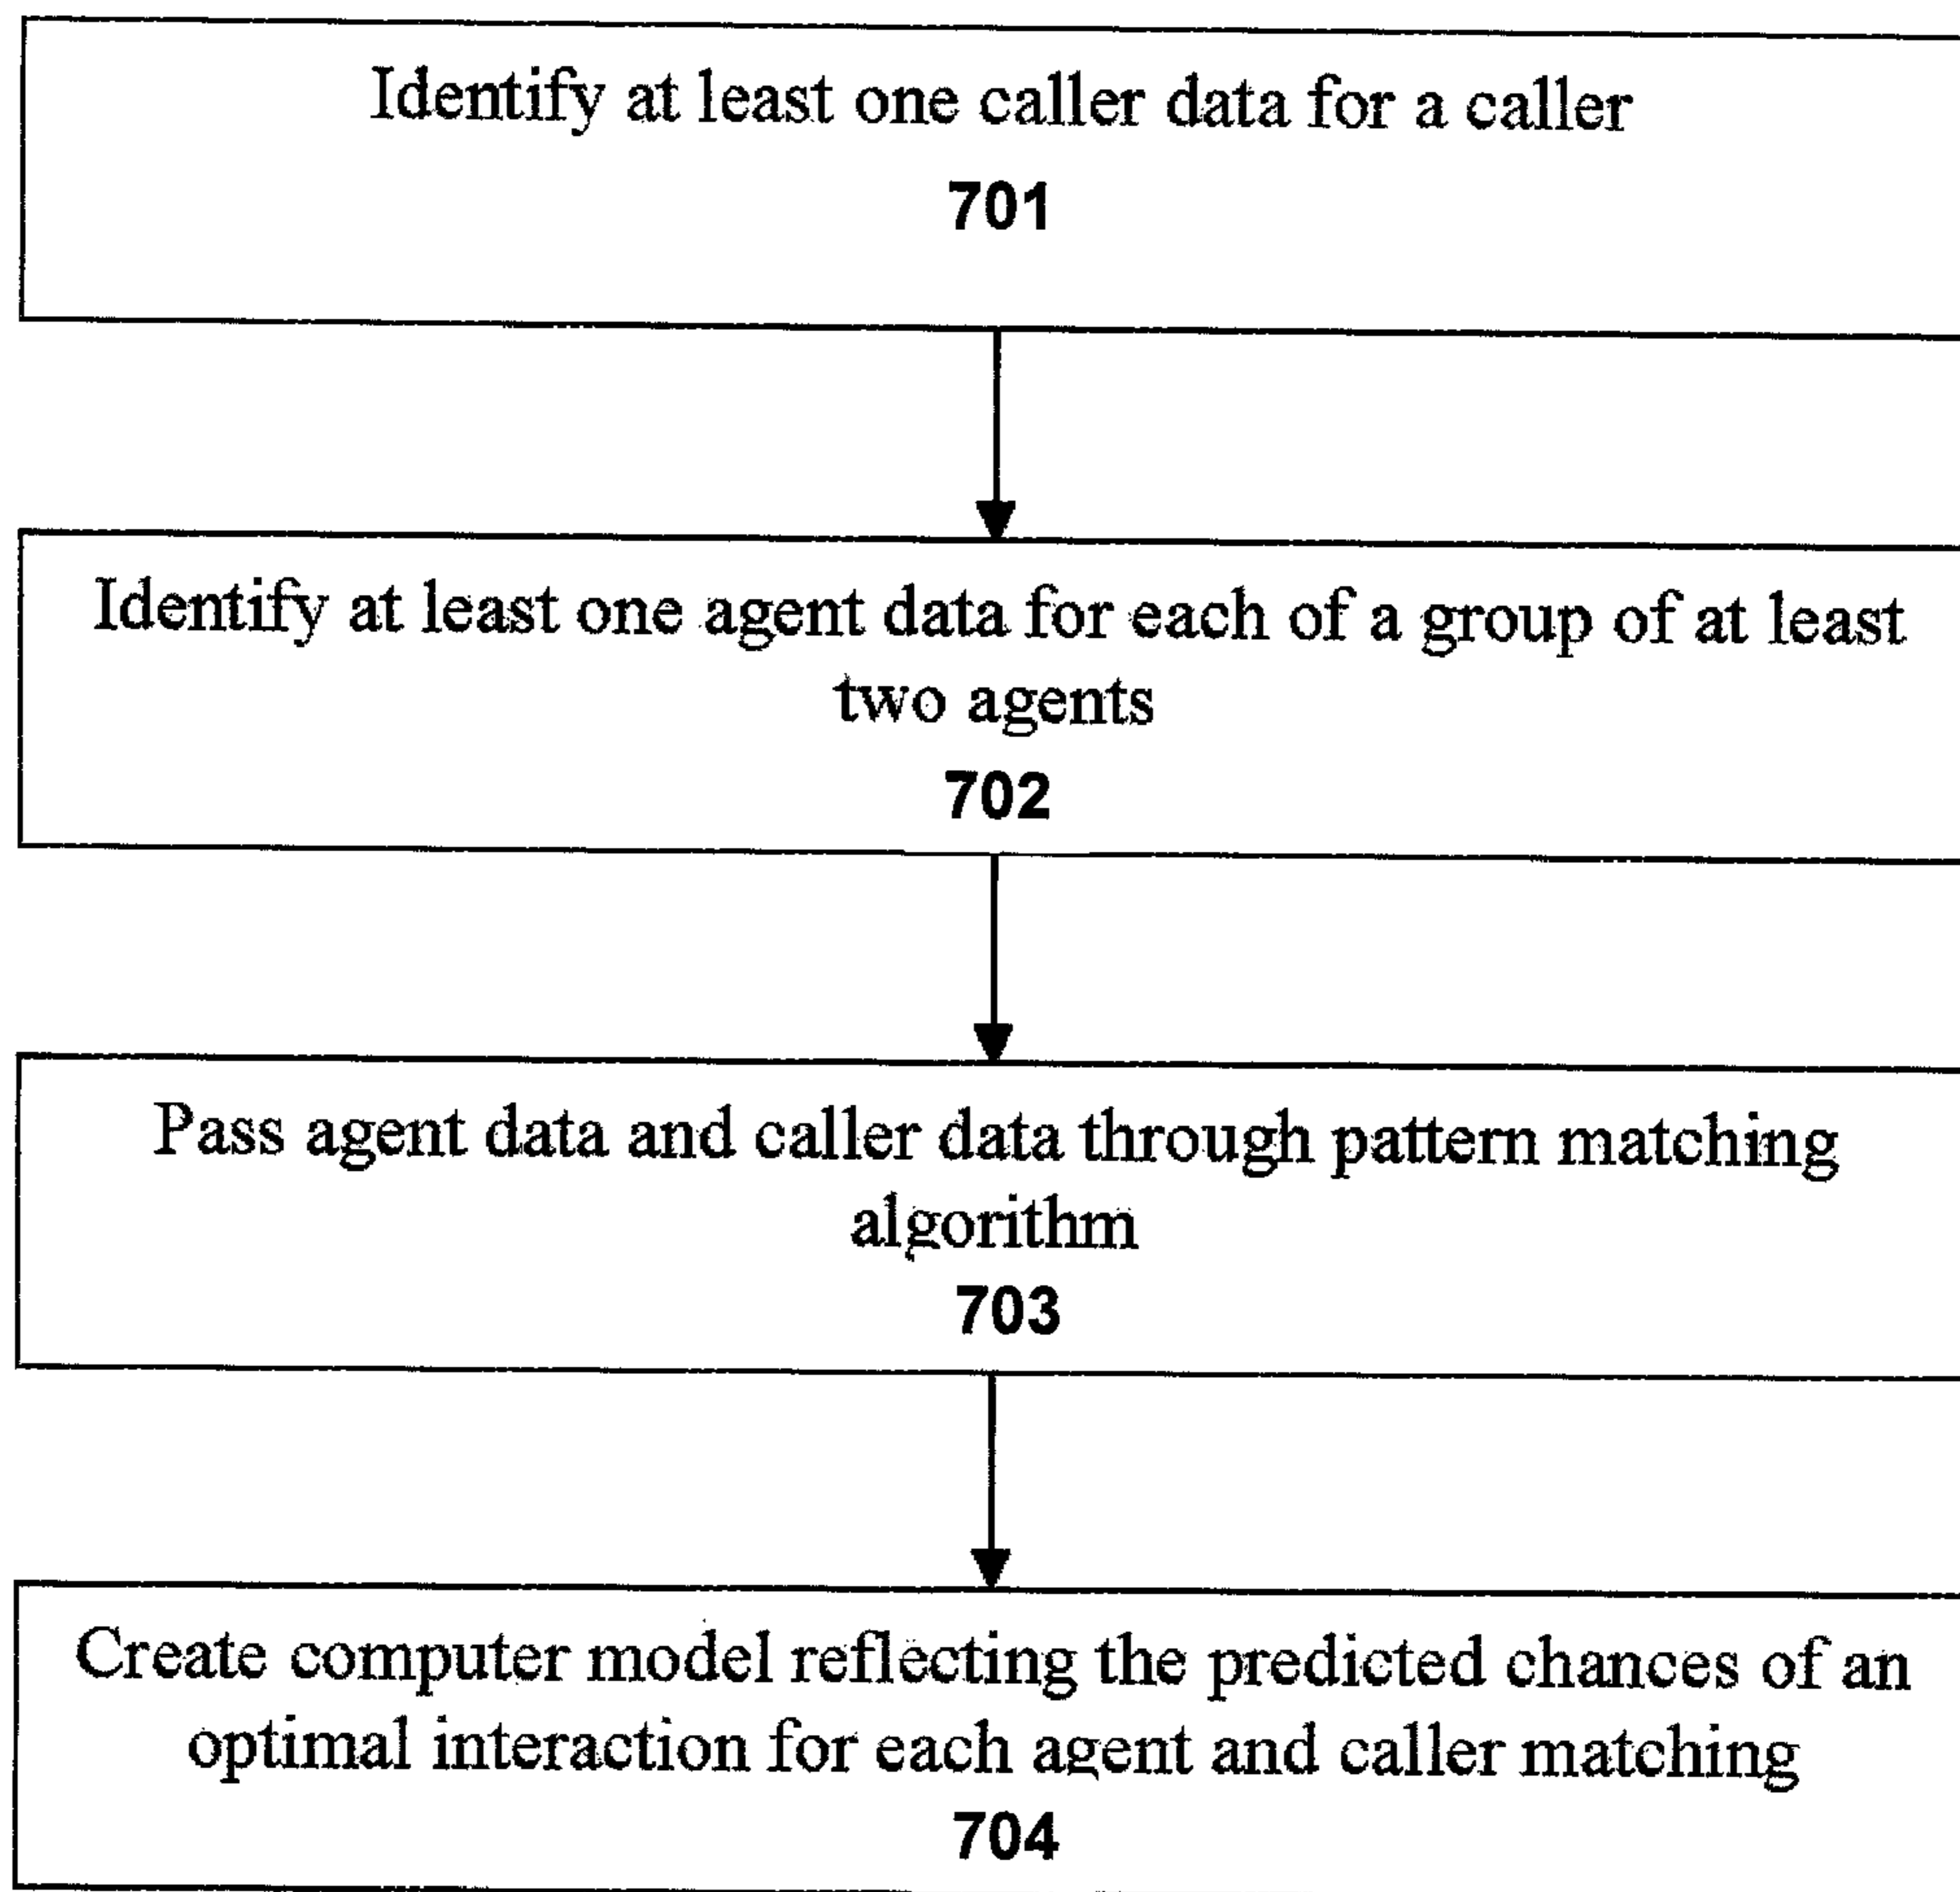 Identify at least one caller data for a caller
701
Identify at least one agent data for each of a group of at least
two agents
702
Pass agent data and caller data through pattern matching
algorithm
703
Create computer model reflecting the predicted chances of an
optimal interaction for each agent and caller matching
704